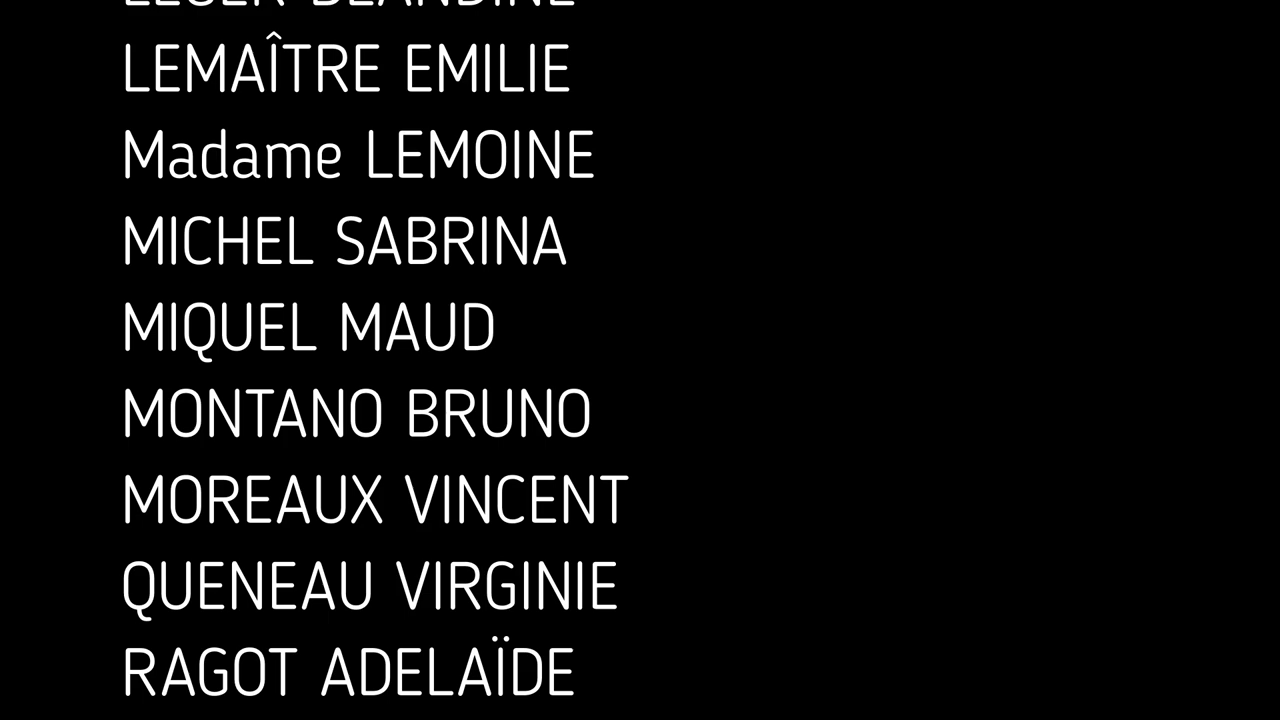 LEMAÎTRE EMILIE
Madame LEMOINE
MICHEL SABRINA
MIQUEL MAUD
MONTANO BRUNO
MOREAUX VINCENT
QUENEAU VIRGINIE
RAGOT ADELAÏDE